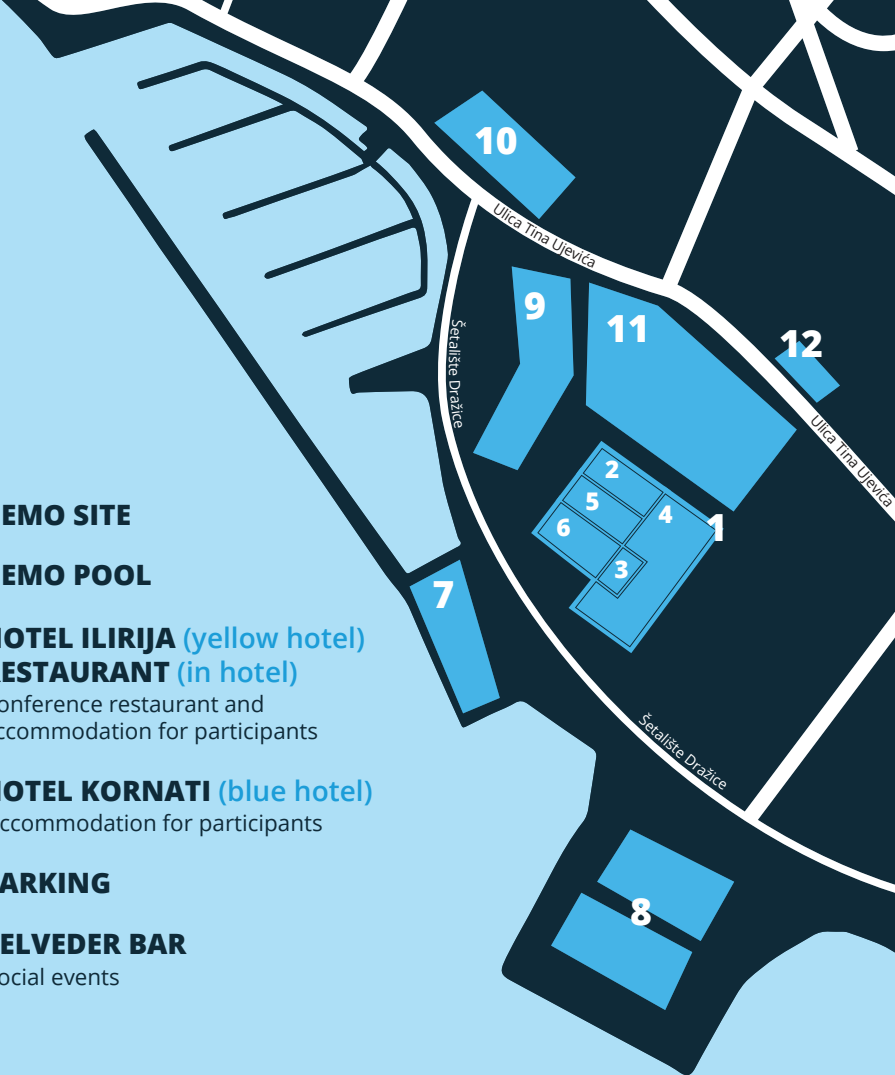 10
Ulica Tina Ujevića
9
11
12
Šetalište Dražice
Ulica Tina Ujevića
2
5
4
6
1
3
7
EMO SITE
EMO POOL
OTEL ILIRIJA (yellow hotel)
ESTAURANT (in hotel)
onference restaurant and
ccommodation for participants
Šetalište Dražice
OTEL KORNATI (blue hotel)
ccommodation for participants
ARKING
8
ELVEDER BAR
ocial events